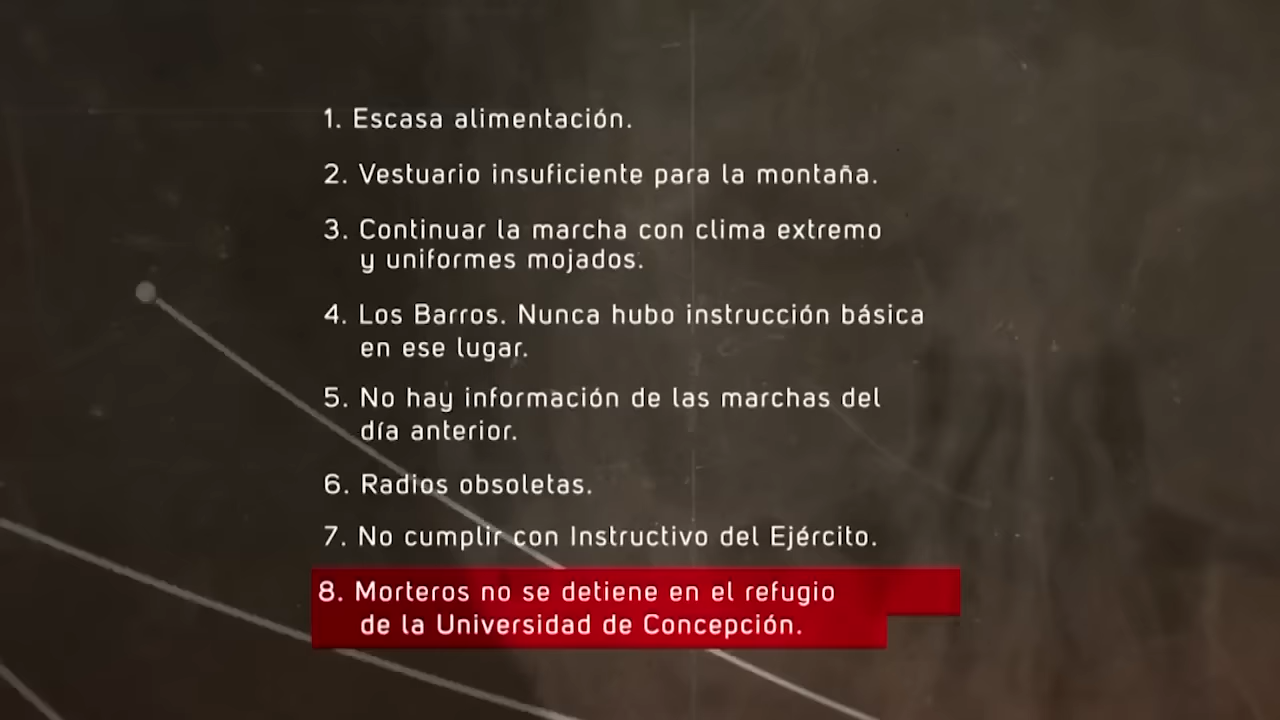 1. Escasa alimentación.
2. Vestuario insuficiente para la montaña.
3. Continuar la marcha con clima extremo
y uniformes mojados.
4. Los Barros. Nunca hubo instrucción básica
en ese lugar.
5. No hay información de las marchas del
día anterior.
6. Radios obsoletas.
7. No cumplir con Instructivo del Ejército.
8. Morteros no se detiene en el refugio
de la Universidad de Concepción.